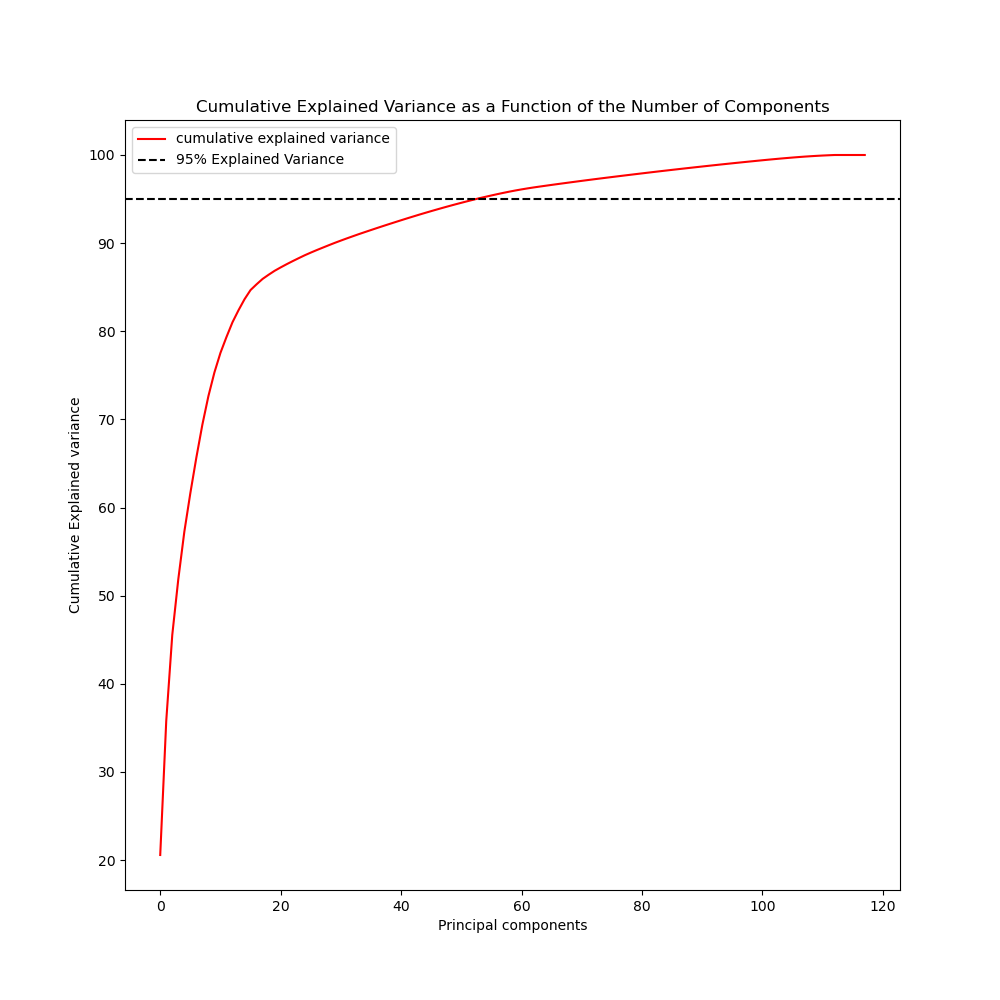 Cumulative Explained Variance as a Function of the Number of Components
cumulative explained variance
95% Explained Variance
100
90
80
70
60
50
40
30
20
Cumulative Explained variance
0 20 40 60 80 100 120
Principal components